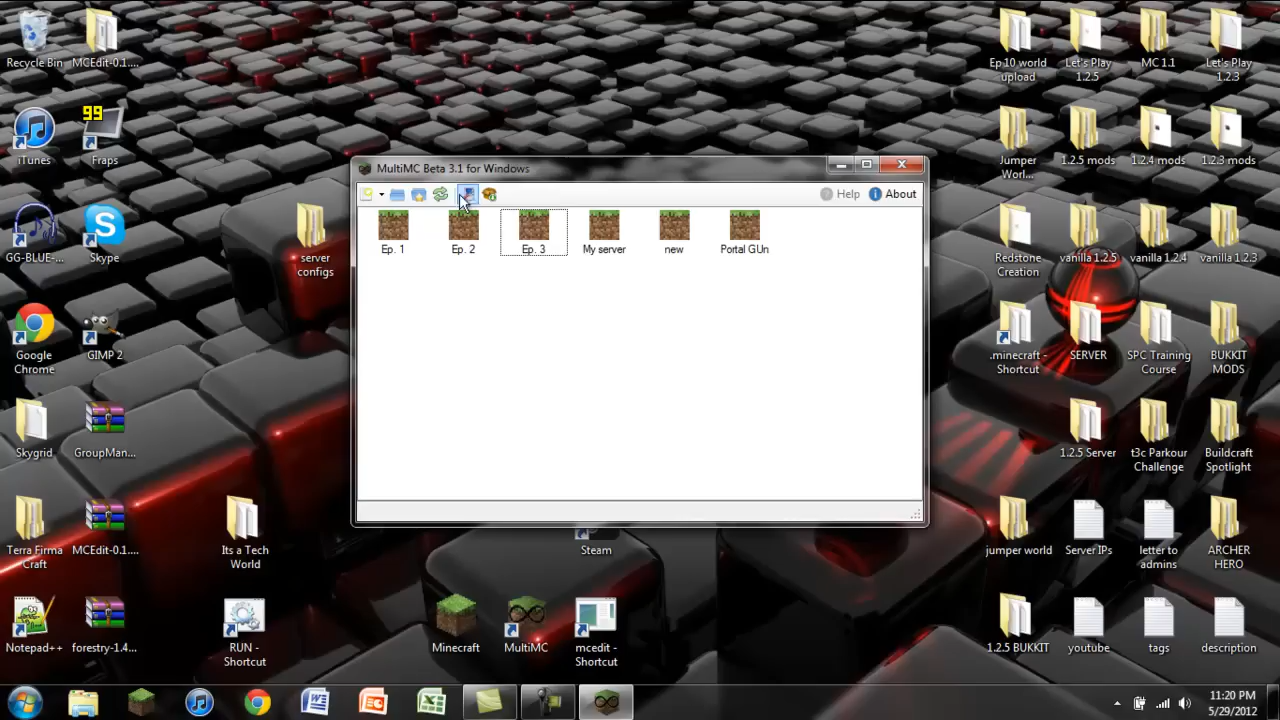 Recycle Bin
MCEdit-0.1....
iTunes
99
Fraps
GG-BLUE-...
Skype
Google
Chrome
GIMP 2
Skygrid
GroupMan...
Terra Firma
Craft
MCEdit-0.1....
Notepad++
forestry-1.4...
server
configs
Its a Tech
World
RUN -
Shortcut
MultiMC Beta 3.1 for Windows
Help
About
Ep. 1
Ep. 2
Ep. 3
My server
new
Portal GUn
Steam
Minecraft
MultiMC
mcedit -
Shortcut
Ep 10 world
upload
Let's Play
1.2.5
MC 1.1
Let's Play
1.2.3
Jumper
Worl...
1.2.5 mods
1.2.4 mods
1.2.3 mods
Redstone
Creation
vanilla 1.2.5
vanilla 1.2.4
vanilla 1.2.3
.minecraft -
Shortcut
SERVER
SPC Training
Course
BUKKIT
MODS
1.2.5 Server
t3c Parkour
Challenge
Buildcraft
Spotlight
jumper world
Server IPs
letter to
admins
ARCHER
HERO
1.2.5 BUKKIT
youtube
tags
description
11:20 PM
5/29/2012